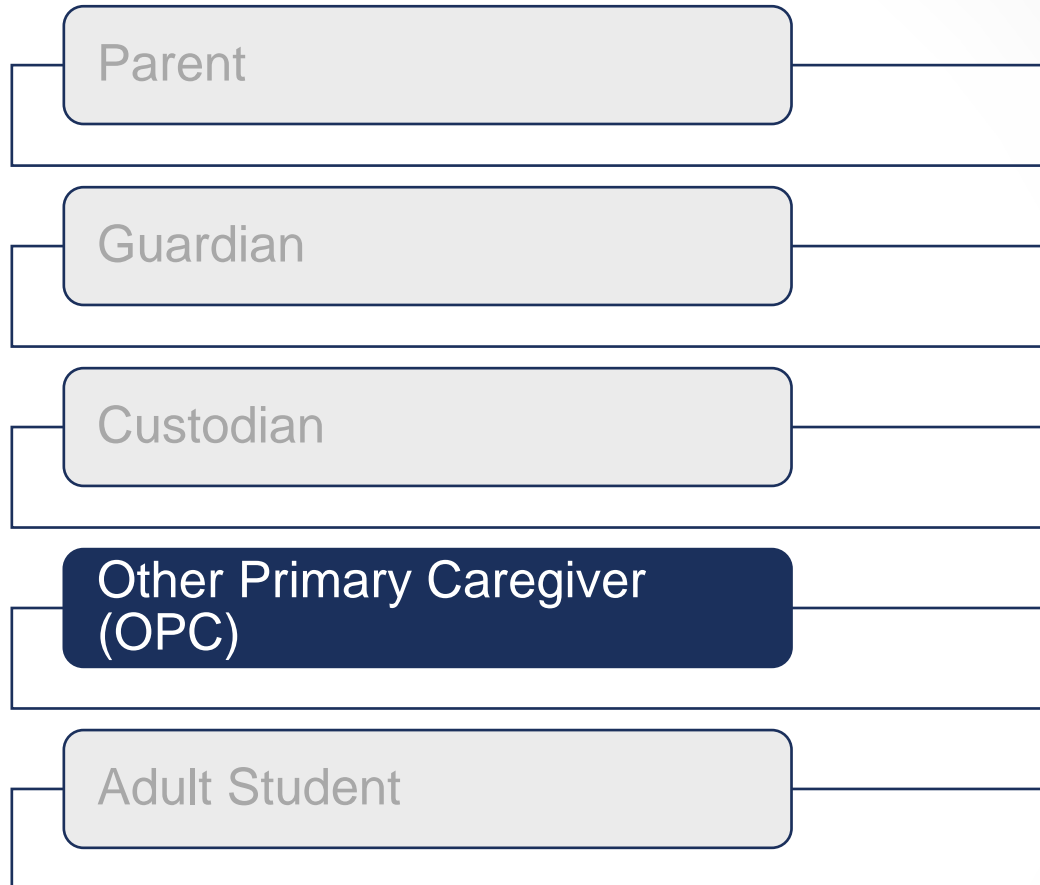 Parent
Guardian
Custodian
Other Primary Caregiver
(OPC)
Adult Student